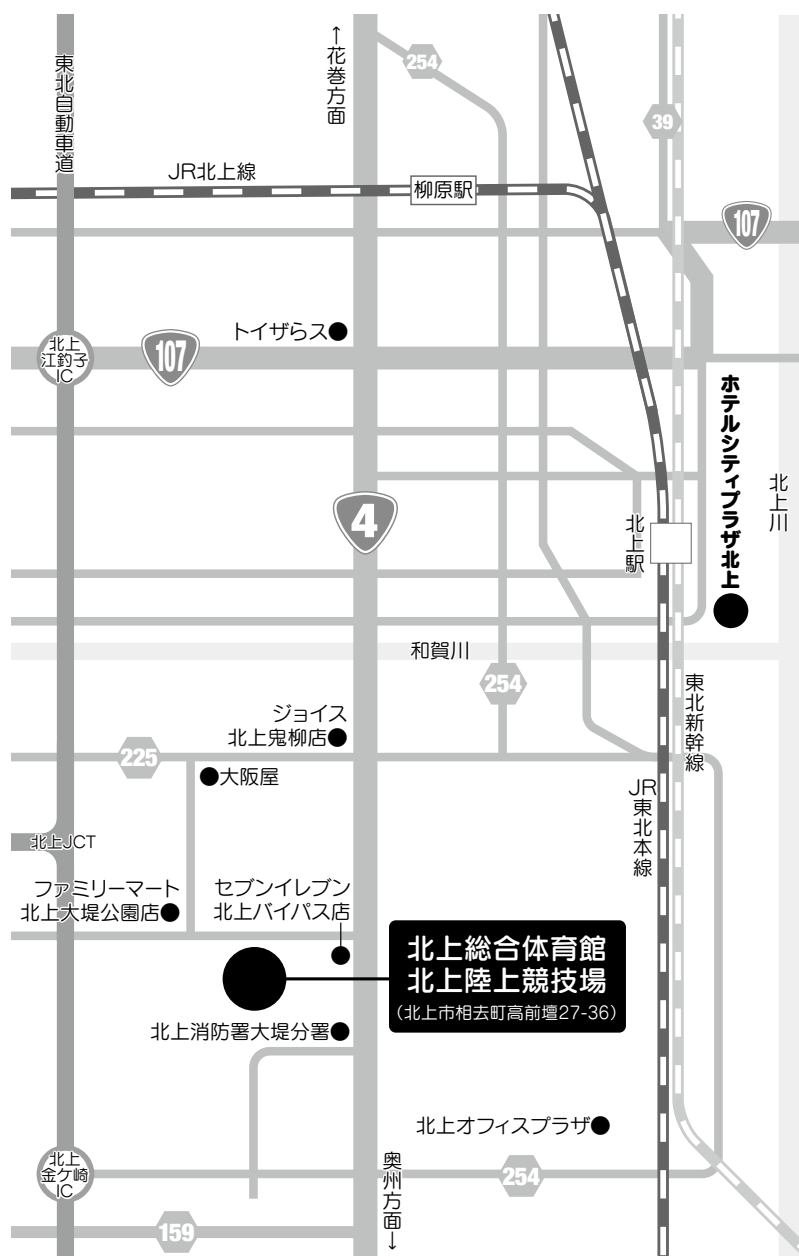 ←花巻方面
254
東北自動車道
39
JR北上線
柳原駅
107
トイザらス
北上
江釣子
IC
107
ホテルシティプラザ北上
北上川
4
北上駅
和賀川
254
東北新幹線
ジョイス
北上鬼柳店
225
大阪屋
JR東北本線
北上JCT
ファミリーマート
北上大堤公園店
セブンイレブン
北上バイパス店
北上総合体育館
北上陸上競技場
(北上市相去町高前壇27-36)
北上消防署大堤分署
北上オフィスプラザ
北上
金ケ崎
IC
奥州方面→
254
159